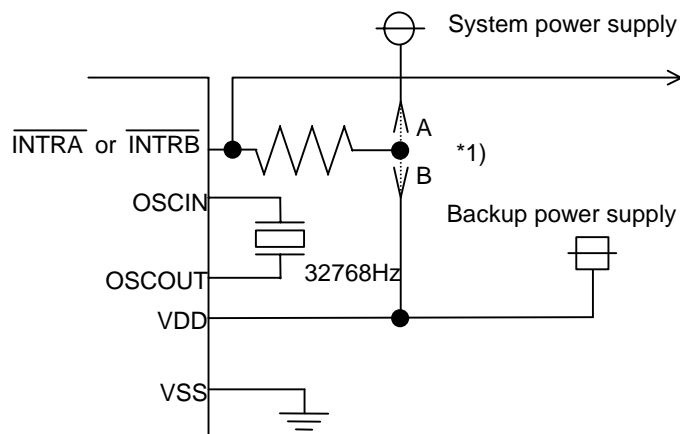 System power supply
A
INTRA or INTRB
*1)
B
OSCIN
Backup power supply
32768Hz
OSCOUT
VDD
VSS